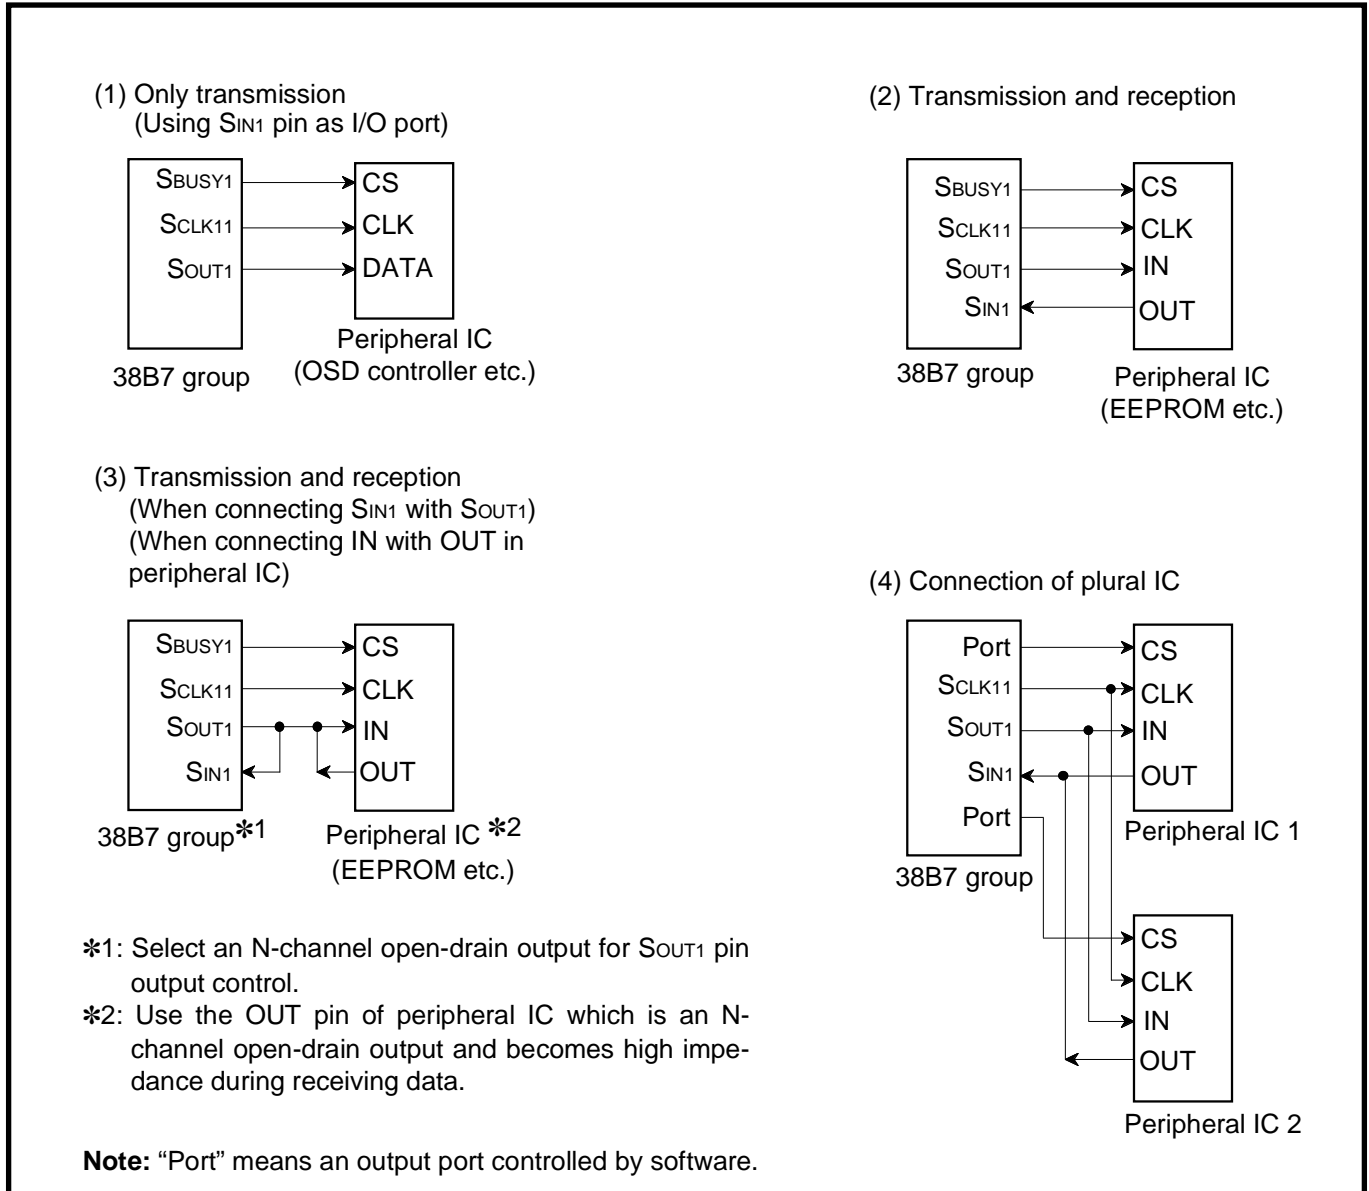 (1) Only transmission
(Using SIN1 pin as I/O port)
SBUSY1
SCLK11
SOUT1
CS
CLK
DATA
38B7 group
Peripheral IC
(OSD controller etc.)
(2) Transmission and reception
SBUSY1
SCLK11
SOUT1
SIN1
CS
CLK
IN
OUT
38B7 group
Peripheral IC
(EEPROM etc.)
(3) Transmission and reception
(When connecting SIN1 with SOUT1)
(When connecting IN with OUT in
peripheral IC)
SBUSY1
SCLK11
SOUT1
SIN1
CS
CLK
IN
OUT
38B7 group✽1
Peripheral IC ✽2
(EEPROM etc.)
(4) Connection of plural IC
Port
SCLK11
SOUT1
SIN1
Port
38B7 group
CS
CLK
IN
OUT
Peripheral IC 1
CS
CLK
IN
OUT
Peripheral IC 2
✽1: Select an N-channel open-drain output for SOUT1 pin
output control.
✽2: Use the OUT pin of peripheral IC which is an N-
channel open-drain output and becomes high impe-
dance during receiving data.
Note: “Port” means an output port controlled by software.